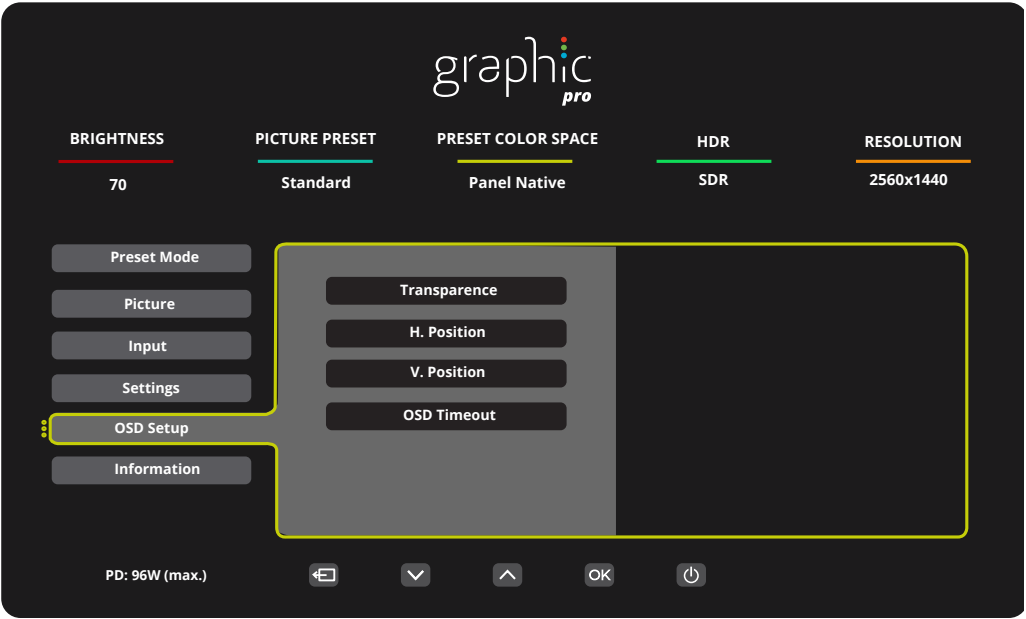 graphic
pro
BRIGHTNESS
PICTURE PRESET
PRESET COLOR SPACE
HDR
RESOLUTION
70
Standard
Panel Native
SDR
2560x1440
Preset Mode
Picture
Input
Settings
OSD Setup
Information
Transparence
H. Position
V. Position
OSD Timeout
PD: 96W (max.)
OK